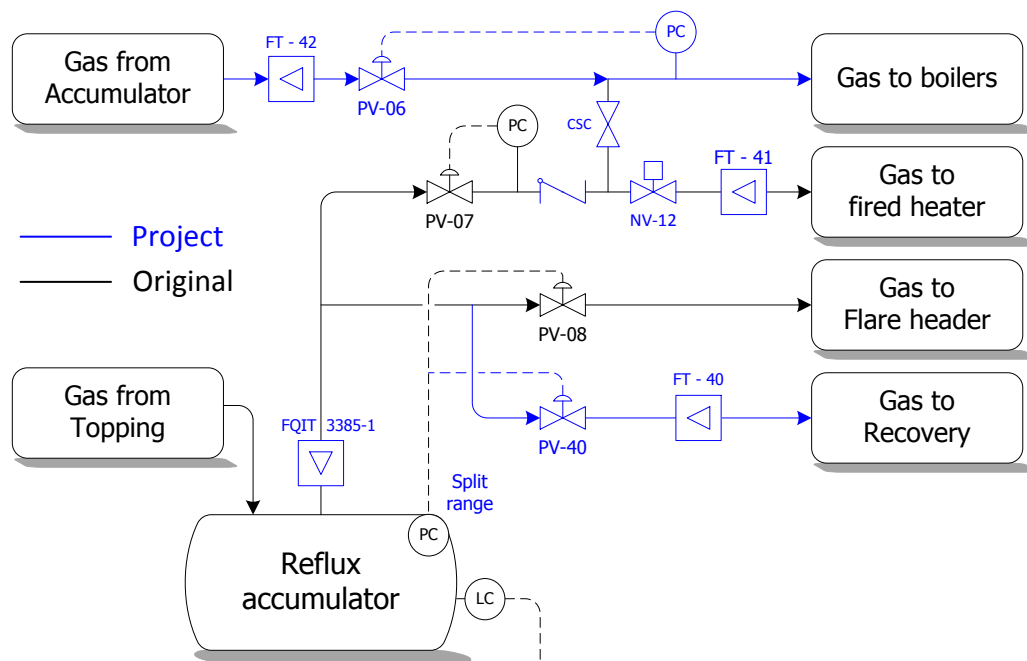 FT - 42
PC
Gas from
Accumulator
PV-06
Gas to boilers
CSC
PC
FT - 41
PV-07
NV-12
Gas to
fired heater
Project
Original
PV-08
Gas to
Flare header
Gas from
Topping
FQIT 3385-1
FT - 40
PV-40
Gas to
Recovery
Split
range
PC
Reflux
accumulator
LC